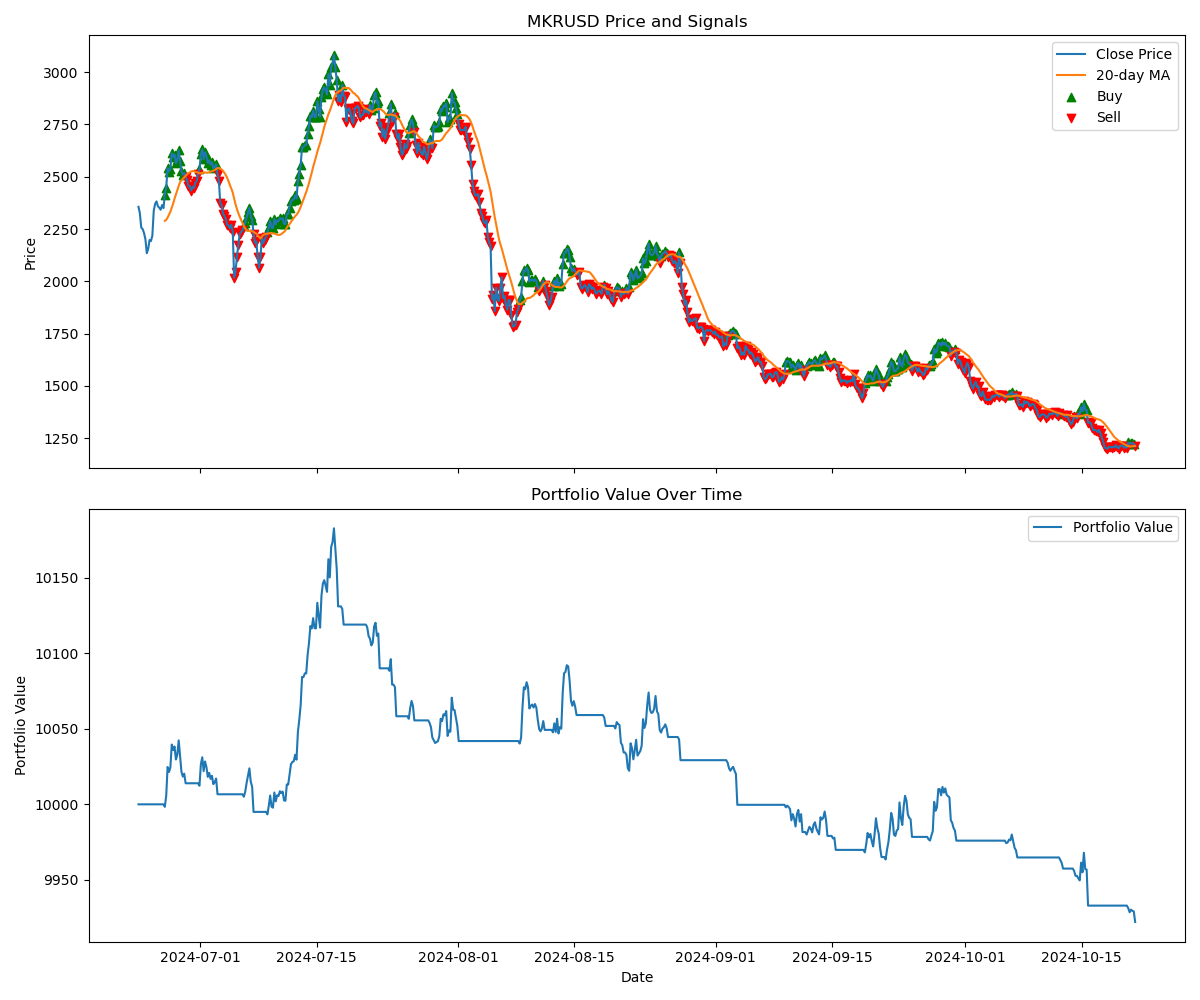 MKRUSD Price and Signals
Close Price
20-day MA
Buy
Sell
3000
2750
2500
2250
2000
1750
1500
1250
Price
Portfolio Value Over Time
Portfolio Value
10150
10100
10050
10000
9950
Portfolio Value
2024-07-01 2024-07-15 2024-08-01 2024-08-15 2024-09-01 2024-09-15 2024-10-01 2024-10-15
Date